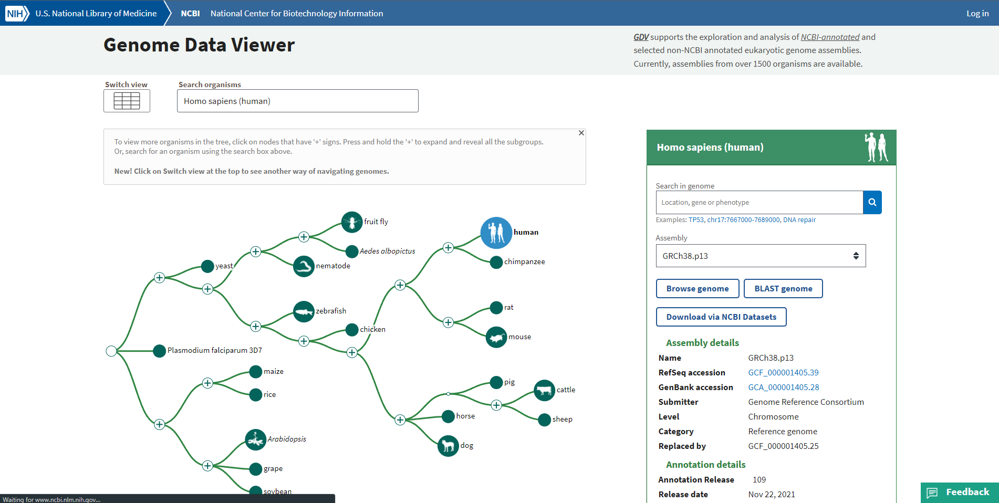 NIH U.S. National Library of Medicine NCBI National Center for Biotechnology Information Log in
Genome Data Viewer
GDV supports the exploration and analysis of NCBI-annotated and
selected non-NCBI annotated eukaryotic genome assemblies.
Currently, assemblies from over 1500 organisms are available.
Switch view
Search organisms
Homo sapiens (human)
To view more organisms in the tree, click on nodes that have '+' signs. Press and hold the '+' to expand and reveal all the subgroups.
Or, search for an organism using the search box above.
New! Click on Switch view at the top to see another way of navigating genomes.
fruit fly
human
Aedes albopictus
chimpanzee
yeast
nematode
rat
zebrafish
chicken
mouse
Plasmodium falciparum 3D7
maize
pig
cattle
rice
horse
sheep
Arabidopsis
dog
grape
soybean
Homo sapiens (human)
Search in genome
Location, gene or phenotype
Examples: TP53, chr17:7667000-7689000, DNA repair
Assembly
GRCh38.p13
Browse genome
BLAST genome
Download via NCBI Datasets
Assembly details
Name GRCh38.p13
RefSeq accession GCF_000001405.39
GenBank accession GCA_000001405.28
Submitter Genome Reference Consortium
Level Chromosome
Category Reference genome
Replaced by GCF_000001405.25
Annotation details
Annotation Release 109
Release date Nov 22, 2021
Feedback
Waiting for www.ncbi.nlm.nih.gov...